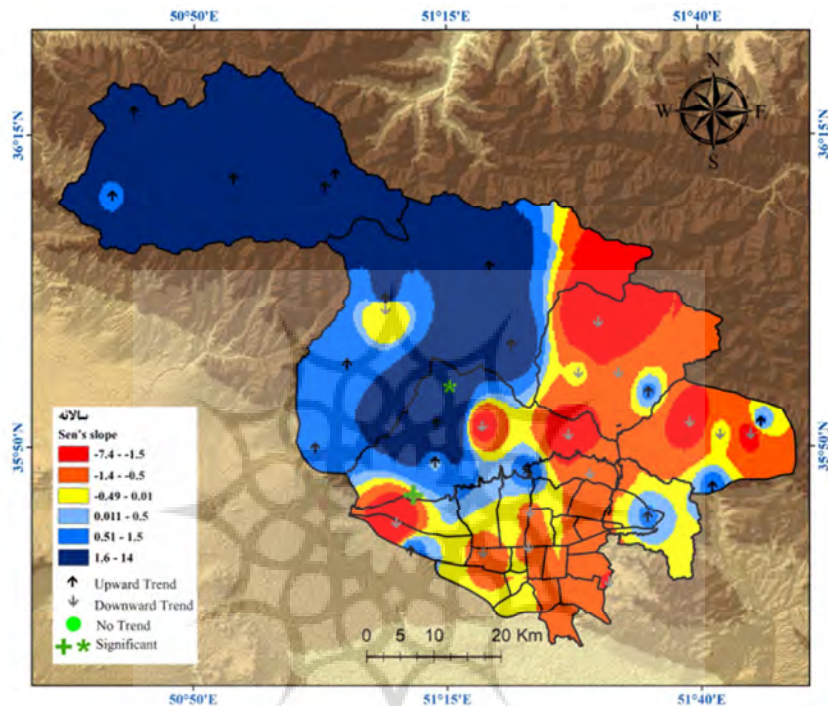 50°50'E 51°15'E 51°40'E
36°15'N
36°15'N
N
W E
S
35°50'N
35°50'N
سالانه
Sen's slope
-7.4 - -1.5
-1.4 - -0.5
-0.49 - 0.01
0.011 - 0.5
0.51 - 1.5
1.6 - 14
Upward Trend
Downward Trend
No Trend
Significant
0 5 10 20 Km
50°50'E 51°15'E 51°40'E